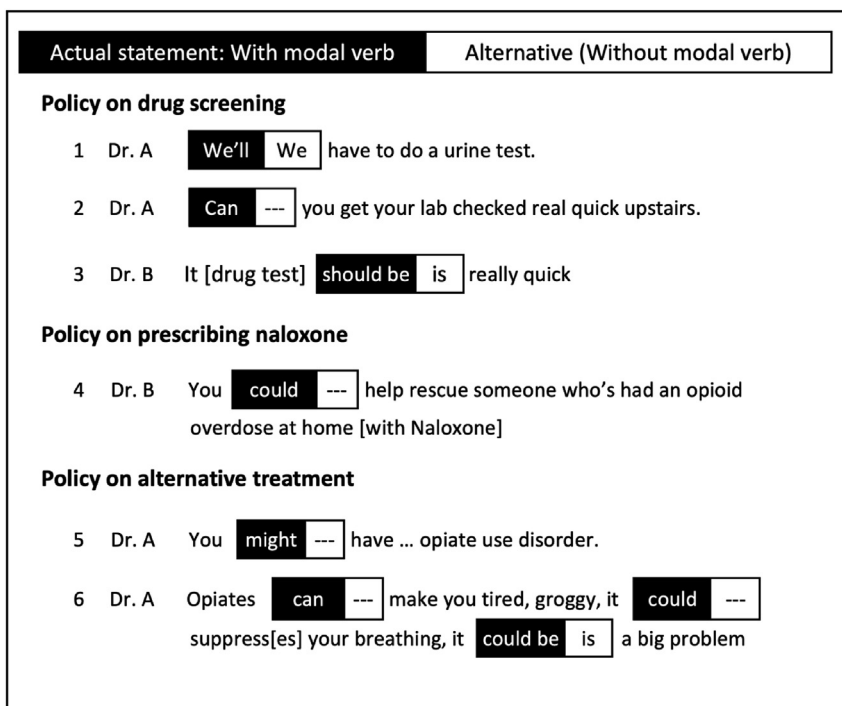 Actual statement: With modal verb Alternative (Without modal verb)
Policy on drug screening
1 Dr. A We'll We have to do a urine test.
2 Dr. A Can --- you get your lab checked real quick upstairs.
3 Dr. B It [drug test] should be is really quick
Policy on prescribing naloxone
4 Dr. B You could --- help rescue someone who's had an opioid
overdose at home [with Naloxone]
Policy on alternative treatment
5 Dr. A You might --- have ... opiate use disorder.
6 Dr. A Opiates can --- make you tired, groggy, it could ---
suppress[es] your breathing, it could be is a big problem